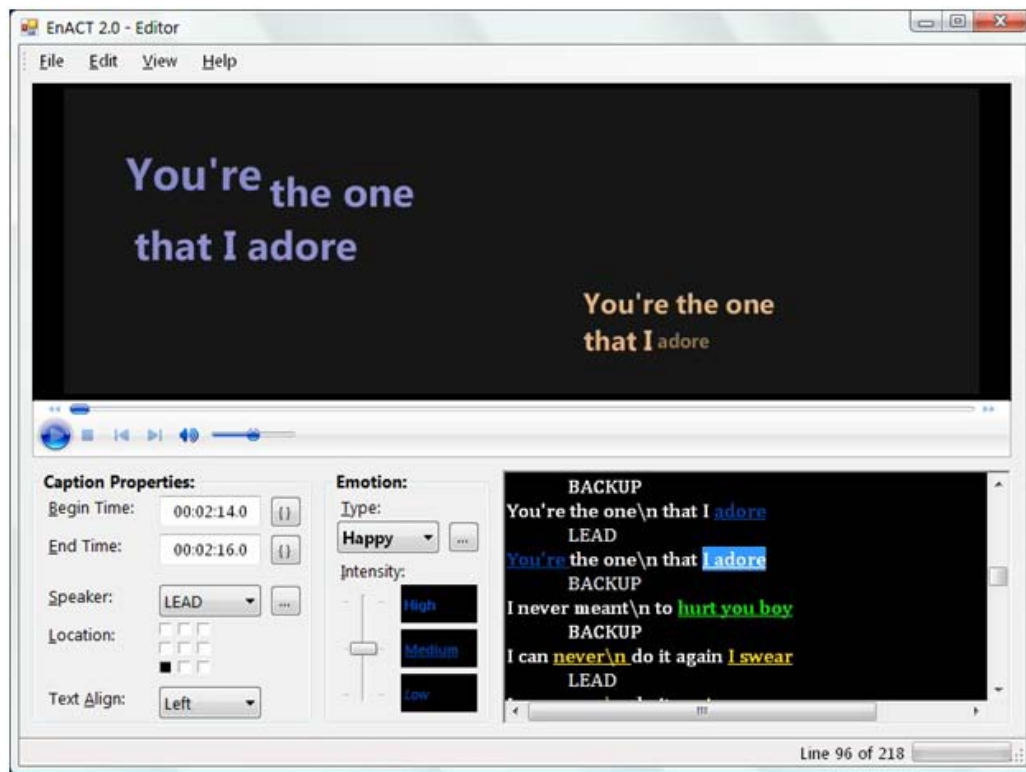 EnACT 2.0 - Editor
File Edit View Help
You're the one
that I adore
You're the one
that I adore
Caption Properties:
Begin Time: 00:02:14.0 {}
End Time: 00:02:16.0 {}
Speaker: LEAD ...
Location:
Text Align: Left
Emotion:
Type:
Happy ...
Intensity:
High
Medium
Low
BACKUP
You're the one\n that I adore
LEAD
You're the one\n that I adore
BACKUP
I never meant\n to hurt you boy
BACKUP
I can never\n do it again I swear
LEAD
Line 96 of 218